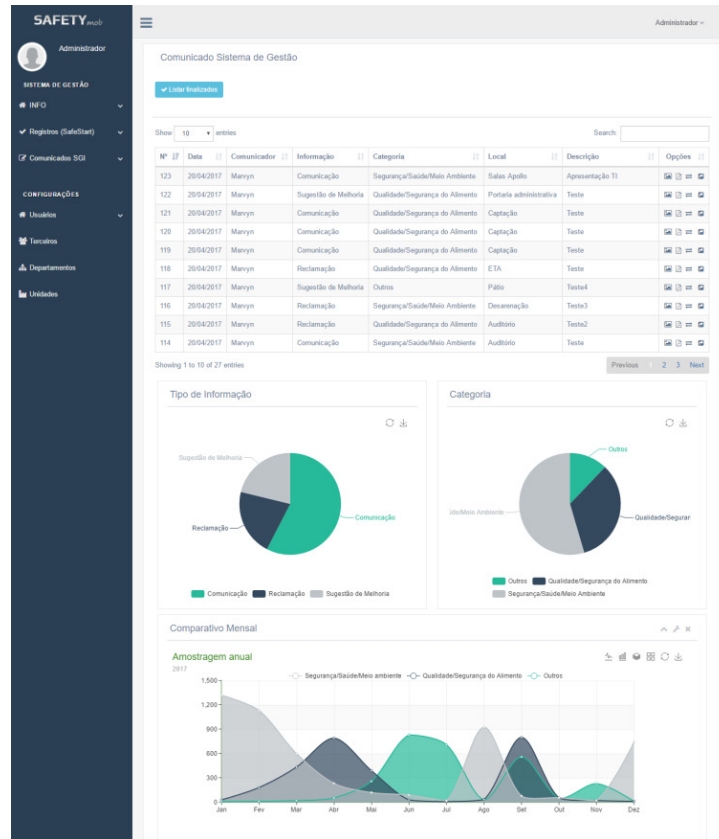 SAFETYmob
Administrador
Administrador
SISTEMA DE GESTÃO
INFO
Registros (SafeStart)
Comunicados SGI
CONFIGURAÇÕES
Usuários
Terceiros
Departamentos
Unidades
Comunicado Sistema de Gestão
Listar finalizados
Show 10 entries
Search:
Nº Data Comunicador Informação Categoria Local Descrição Opções
123 20/04/2017 Marvyn Comunicação Segurança/Saúde/Meio Ambiente Salas Apollo Apresentação TI
122 20/04/2017 Marvyn Sugestão de Melhoria Qualidade/Segurança do Alimento Portaria administrativa Teste
121 20/04/2017 Marvyn Comunicação Qualidade/Segurança do Alimento Captação Teste
120 20/04/2017 Marvyn Comunicação Qualidade/Segurança do Alimento Captação Teste
119 20/04/2017 Marvyn Comunicação Qualidade/Segurança do Alimento Captação Teste
118 20/04/2017 Marvyn Reclamação Qualidade/Segurança do Alimento ETA Teste
117 20/04/2017 Marvyn Sugestão de Melhoria Outros Pátio Teste4
116 20/04/2017 Marvyn Reclamação Segurança/Saúde/Meio Ambiente Desarenação Teste3
115 20/04/2017 Marvyn Reclamação Qualidade/Segurança do Alimento Auditório Teste2
114 20/04/2017 Marvyn Comunicação Segurança/Saúde/Meio Ambiente Auditório Teste
Showing 1 to 10 of 27 entries
Previous 1 2 3 Next
Tipo de Informação
Sugestão de Melhoria
Reclamação
Comunicação
Comunicação Reclamação Sugestão de Melhoria
Categoria
Outros
ide/Meio Ambiente
Qualidade/Seguran
Outros Qualidade/Segurança do Alimento
Segurança/Saúde/Meio Ambiente
Comparativo Mensal
Amostragem anual
2017
Segurança/Saúde/Meio ambiente Qualidade/Segurança do Alimento Outros
1,500
1,200
900
600
300
0
Jan Fev Mar Abr Mai Jun Jul Ago Set Out Nov Dez